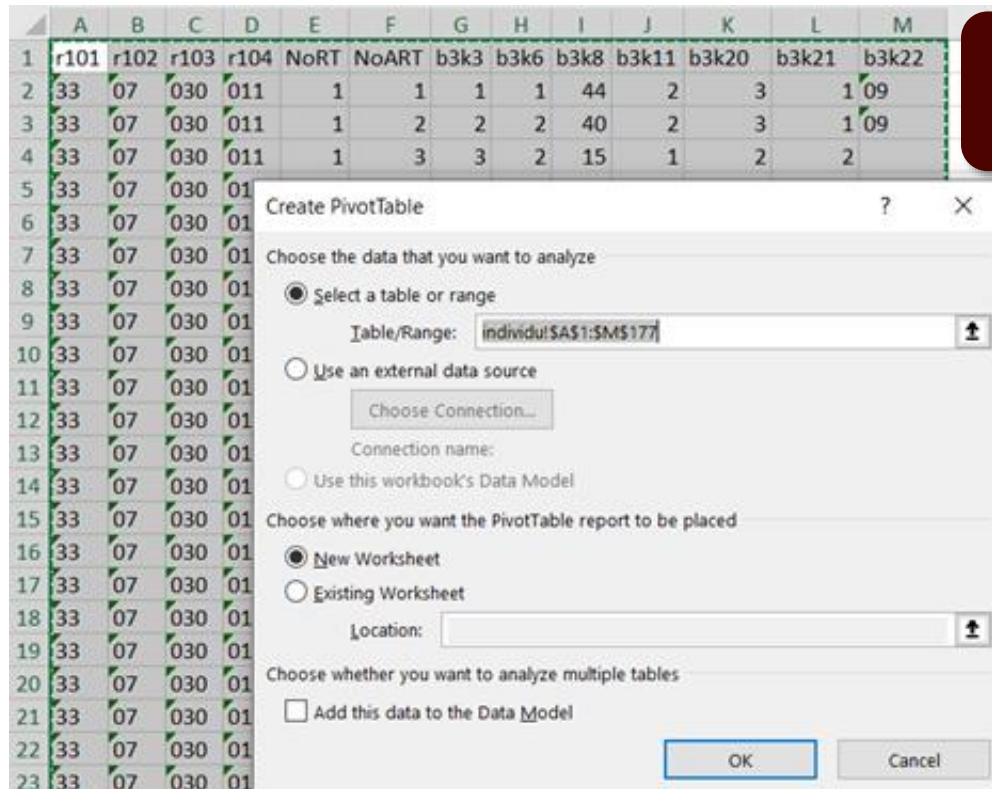 A B C D E F G H I J K L M
1 r101 r102 r103 r104 NoRT NoART b3k3 b3k6 b3k8 b3k11 b3k20 b3k21 b3k22
2 33 07 030 011 1 1 1 1 44 2 3 1 09
3 33 07 030 011 1 2 2 2 40 2 3 1 09
4 33 07 030 011 1 3 3 2 15 1 2 2
5 33 07 030 01
6 33 07 030 01
7 33 07 030 01
8 33 07 030 01
9 33 07 030 01
10 33 07 030 01
11 33 07 030 01
12 33 07 030 01
13 33 07 030 01
14 33 07 030 01
15 33 07 030 01
16 33 07 030 01
17 33 07 030 01
18 33 07 030 01
19 33 07 030 01
20 33 07 030 01
21 33 07 030 01
22 33 07 030 01
23 33 07 030 01
Create PivotTable ? ×
Choose the data that you want to analyze
Select a table or range
Table/Range: individu!$A$1:$M$177
Use an external data source
Choose Connection...
Connection name:
Use this workbook's Data Model
Choose where you want the PivotTable report to be placed
New Worksheet
Existing Worksheet
Location:
Choose whether you want to analyze multiple tables
Add this data to the Data Model
OK Cancel